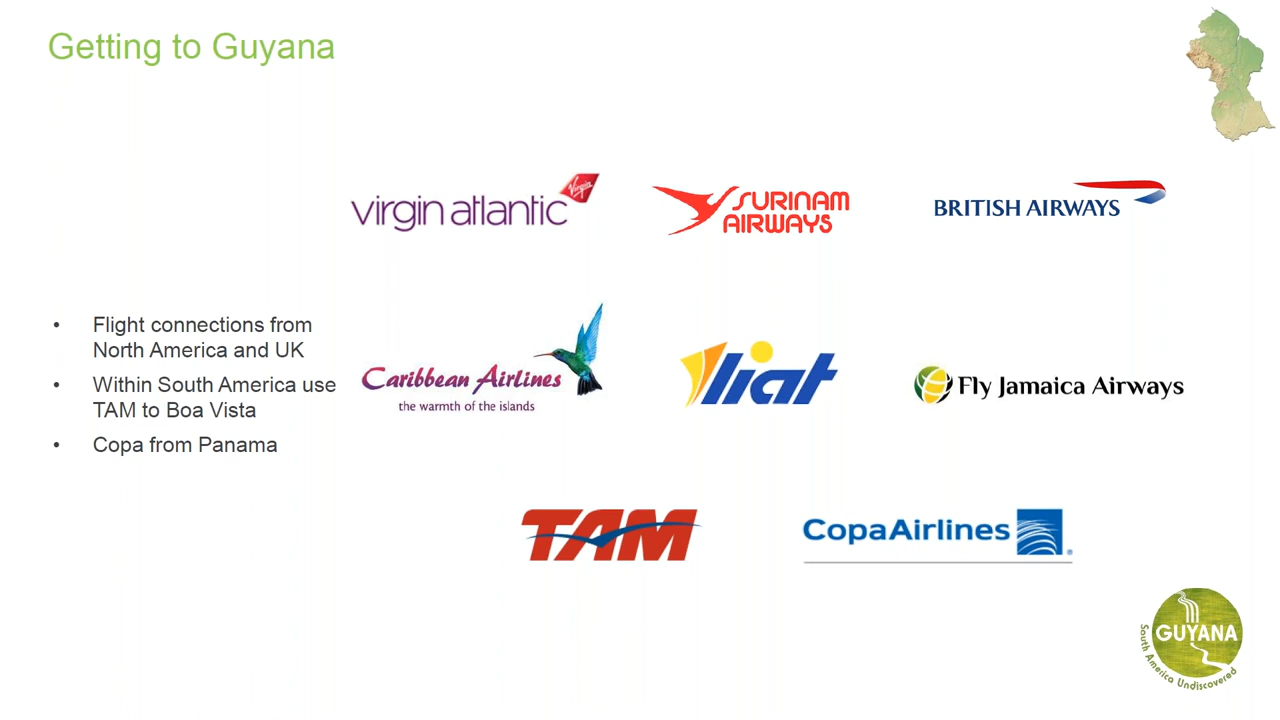 Getting to Guyana
virgin atlantic
Virgin
SURINAM
AIRWAYS
BRITISH AIRWAYS
• Flight connections from
North America and UK
• Within South America use
TAM to Boa Vista
• Copa from Panama
Caribbean Airlines
the warmth of the islands
liat
Fly Jamaica Airways
TAM
CopaAirlines
®
GUYANA
South America Undiscovered